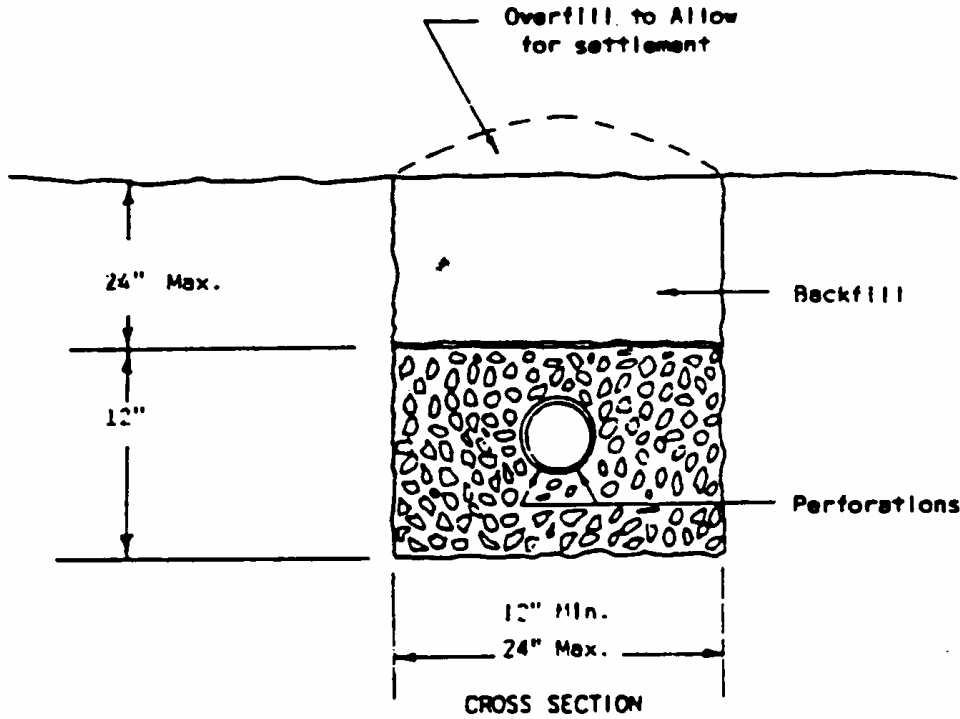 Overfill to Allow
for settlement
24" Max.
Backfill
12"
Perforations
12" Min.
24" Max.
CROSS SECTION